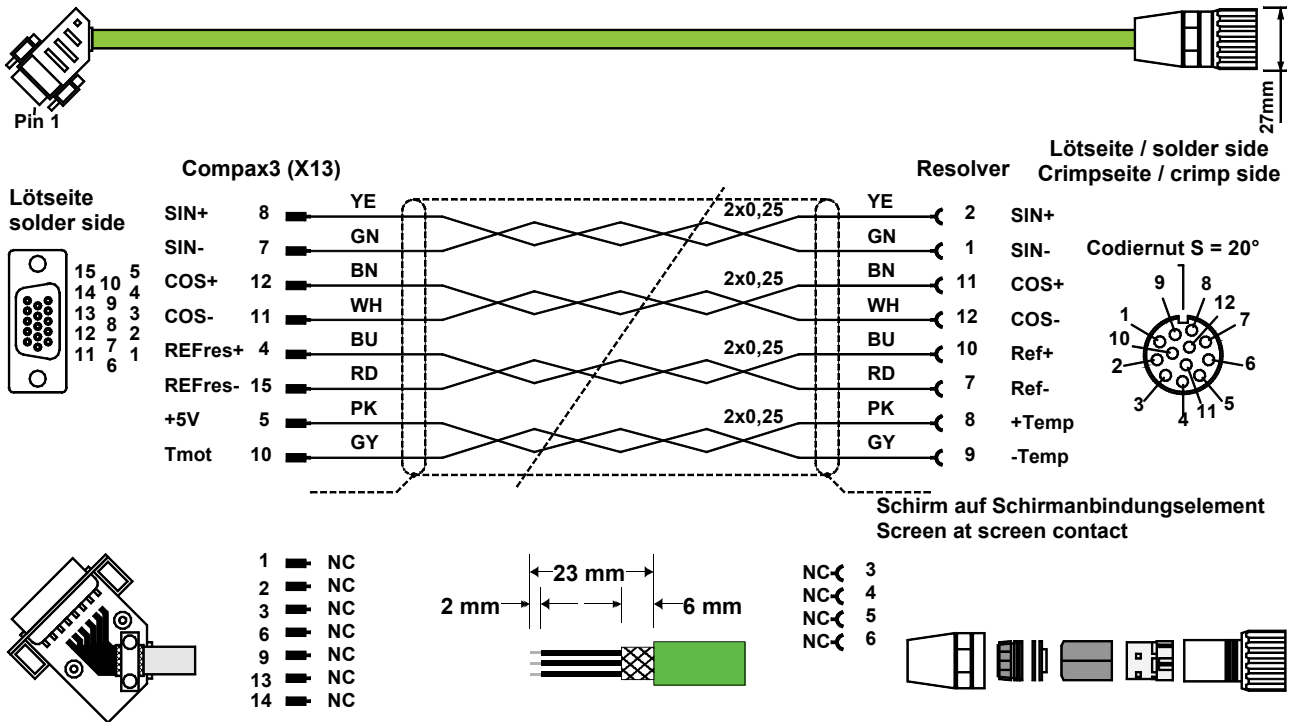 Pin 1
27mm
Compax3 (X13)
Resolver
Lötseite / solder side
Crimpseite / crimp side
Lötseite
solder side
15 5
10
14 4
9
13 3
8
12 2
7
11 1
6
SIN+ 8 YE 2x0,25 YE 2 SIN+
SIN- 7 GN GN 1 SIN-
COS+ 12 BN 2x0,25 BN 11 COS+
COS- 11 WH WH 12 COS-
REFres+ 4 BU 2x0,25 BU 10 Ref+
REFres- 15 RD RD 7 Ref-
+5V 5 PK 2x0,25 PK 8 +Temp
Tmot 10 GY GY 9 -Temp
Codiernut S = 20°
9 8
1 12 7
10
2 6
3 4 11 5
Schirm auf Schirmanbindungselement
Screen at screen contact
1 NC
2 NC
3 NC
6 NC
9 NC
13 NC
14 NC
23 mm
2 mm 6 mm
NC 3
NC 4
NC 5
NC 6